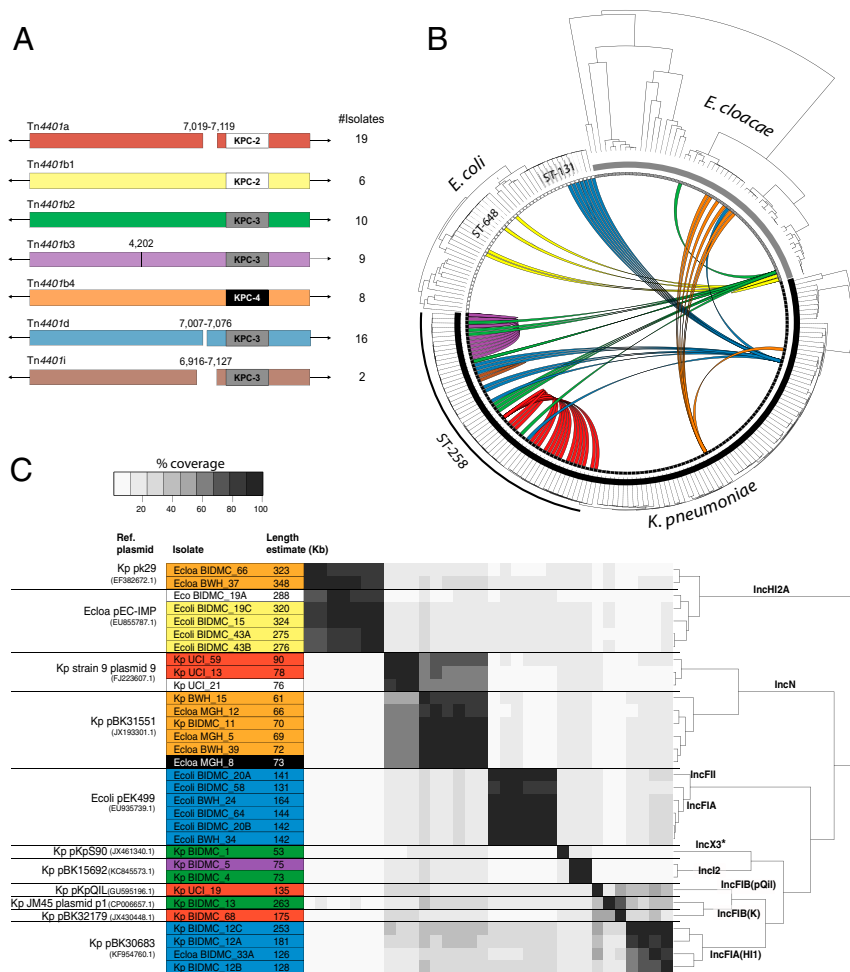 A
#Isolates
Tn4401a
7,019-7,119
KPC-2
19
Tn4401b1
KPC-2
6
Tn4401b2
KPC-3
10
Tn4401b3
4,202
KPC-3
9
Tn4401b4
KPC-4
8
Tn4401d
7,007-7,076
KPC-3
16
Tn4401i
6,916-7,127
KPC-3
2
B
E. cloacae
E. coli
ST-131
ST-648
ST-258
K. pneumoniae
C
% coverage
20 40 60 80 100
Ref. plasmid
Isolate
Length estimate (Kb)
Kp pk29
(EF382672.1)
Ecloa BIDMC_66 323
Ecloa BWH_37 348
IncHI2A
Ecloa pEC-IMP
(EU855787.1)
Eco BIDMC_19A 288
Ecoli BIDMC_19C 320
Ecoli BIDMC_15 324
Ecoli BIDMC_43A 275
Ecoli BIDMC_43B 276
Kp strain 9 plasmid 9
(FJ223607.1)
Kp UCI_59 90
Kp UCI_13 78
Kp UCI_21 76
IncN
Kp pBK31551
(JX193301.1)
Kp BWH_15 61
Ecloa MGH_12 66
Kp BIDMC_11 70
Ecloa MGH_5 69
Ecloa BWH_39 72
Ecloa MGH_8 73
Ecoli pEK499
(EU935739.1)
Ecoli BIDMC_20A 141
Ecoli BIDMC_58 131
Ecoli BWH_24 164
Ecoli BIDMC_64 144
Ecoli BIDMC_20B 142
Ecoli BWH_34 142
IncFII
IncFIA
Kp pKpS90 (JX461340.1)
Kp BIDMC_1 53
IncX3*
Kp pBK15692 (KC845573.1)
Kp BIDMC_5 75
Kp BIDMC_4 73
IncI2
Kp pKpQIL (GU595196.1)
Kp UCI_19 135
IncFIB(pQil)
Kp JM45 plasmid p1 (CP006657.1)
Kp BIDMC_13 263
Kp pBK32179 (JX430448.1)
Kp BIDMC_68 175
IncFIB(K)
Kp pBK30683
(KF954760.1)
Kp BIDMC_12C 253
Kp BIDMC_12A 181
Ecloa BIDMC_33A 126
Kp BIDMC_12B 128
IncFIA(HI1)